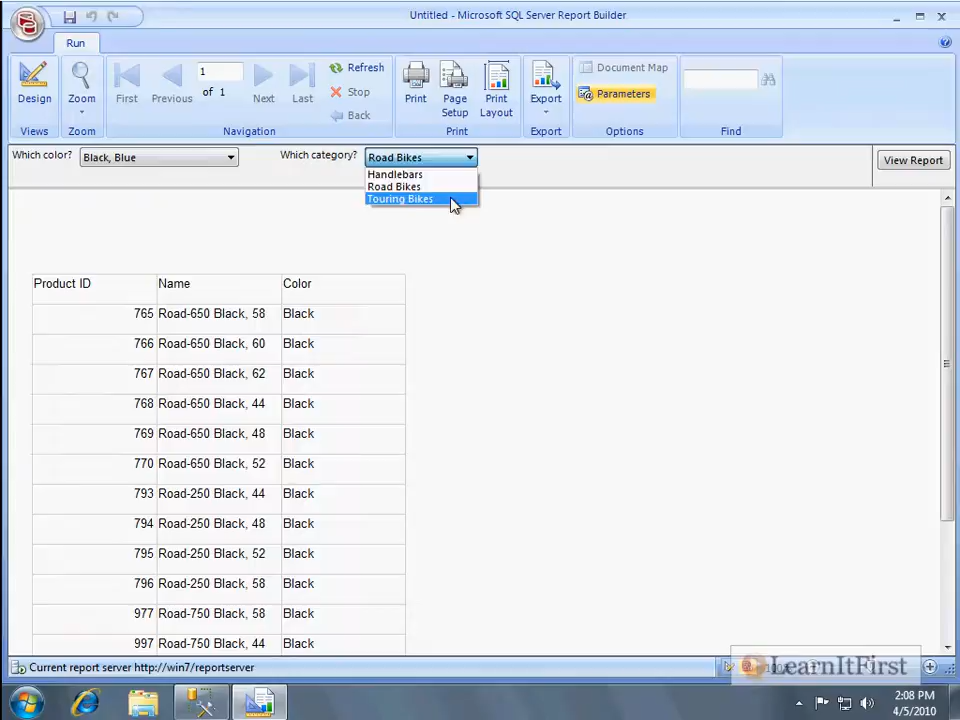 Untitled - Microsoft SQL Server Report Builder
Run
Design
Zoom
First
Previous
1
of 1
Next
Last
Refresh
Stop
Back
Print
Page Setup
Print Layout
Export
Document Map
Parameters
Views
Zoom
Navigation
Print
Export
Options
Find
Which color?
Black, Blue
Which category?
Road Bikes
View Report
Handlebars
Road Bikes
Touring Bikes
Product ID Name Color
765 Road-650 Black, 58 Black
766 Road-650 Black, 60 Black
767 Road-650 Black, 62 Black
768 Road-650 Black, 44 Black
769 Road-650 Black, 48 Black
770 Road-650 Black, 52 Black
793 Road-250 Black, 44 Black
794 Road-250 Black, 48 Black
795 Road-250 Black, 52 Black
796 Road-250 Black, 58 Black
977 Road-750 Black, 58 Black
997 Road-750 Black, 44 Black
Current report server http://win7/reportserver
LearnItFirst
2:08 PM
4/5/2010